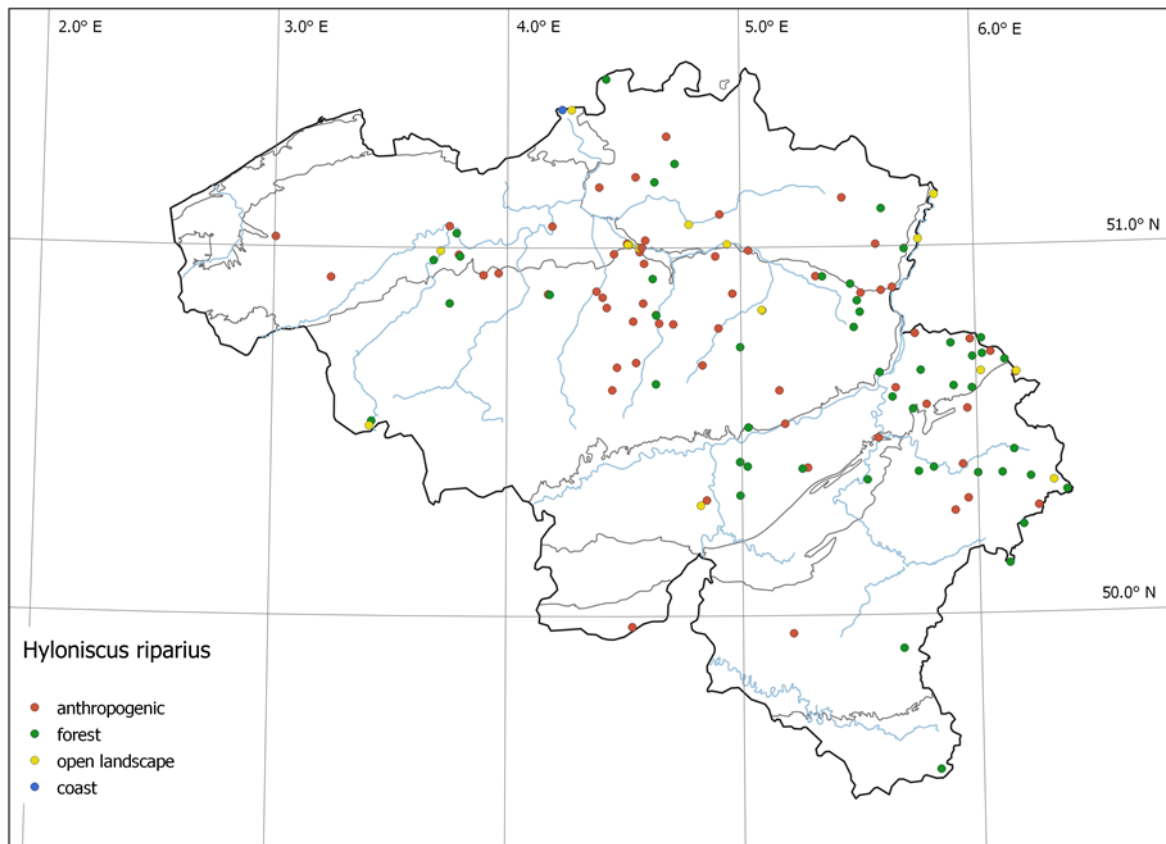 2.0° E
3.0° E
4.0° E
5.0° E
6.0° E
51.0° N
50.0° N
Hyloniscus riparius
anthropogenic
forest
open landscape
coast